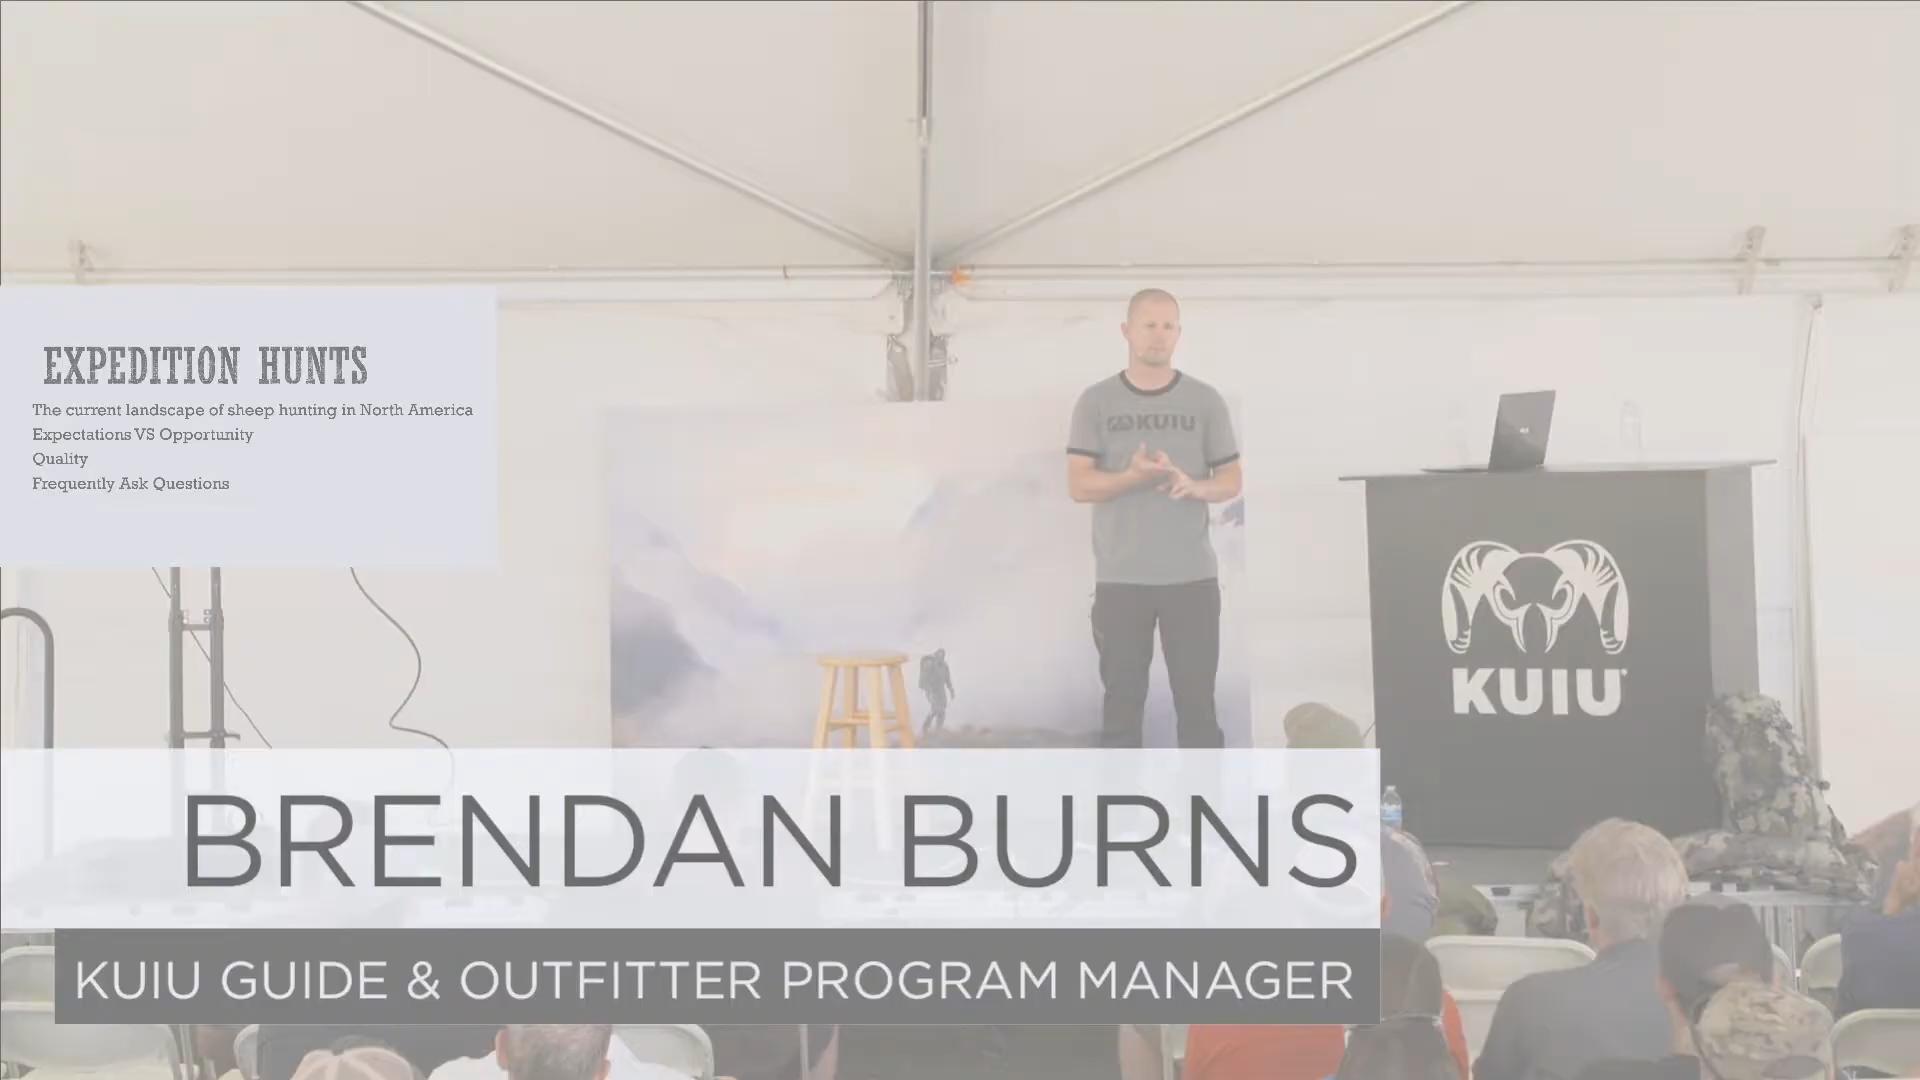 EXPEDITION HUNTS
The current landscape of sheep hunting in North America
Expectations VS Opportunity
Quality
Frequently Ask Questions
KUIU
KUIU
BRENDAN BURNS
KUIU GUIDE & OUTFITTER PROGRAM MANAGER